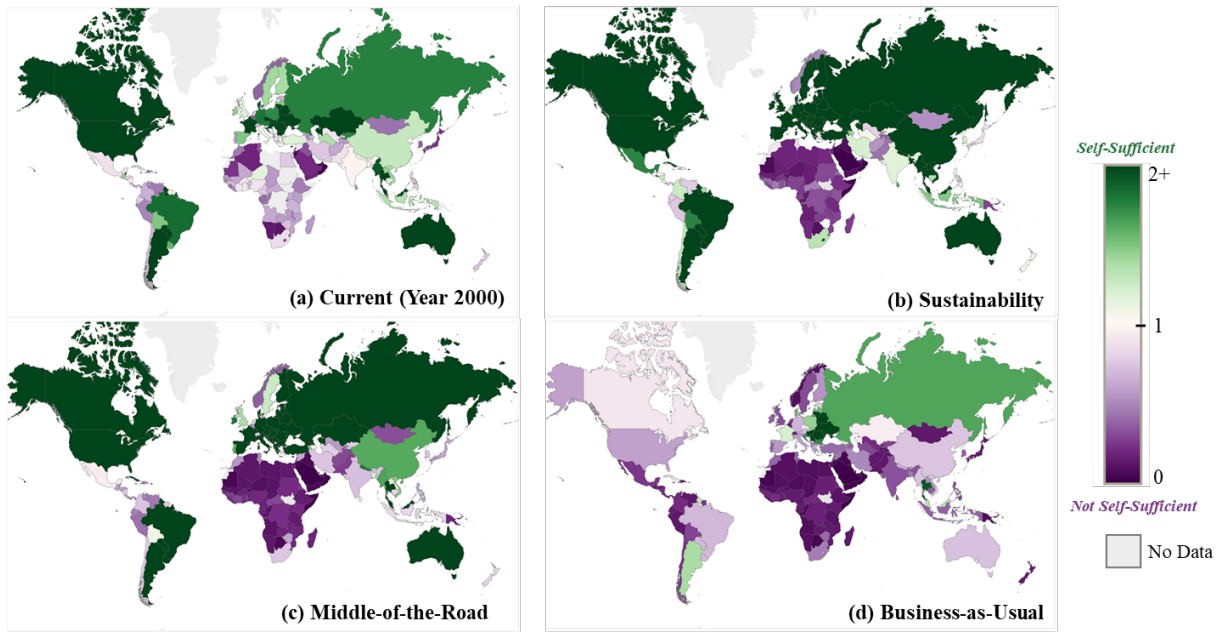 (a) Current (Year 2000)
(b) Sustainability
(c) Middle-of-the-Road
(d) Business-as-Usual
Self-Sufficient
2+
1
0
Not Self-Sufficient
No Data